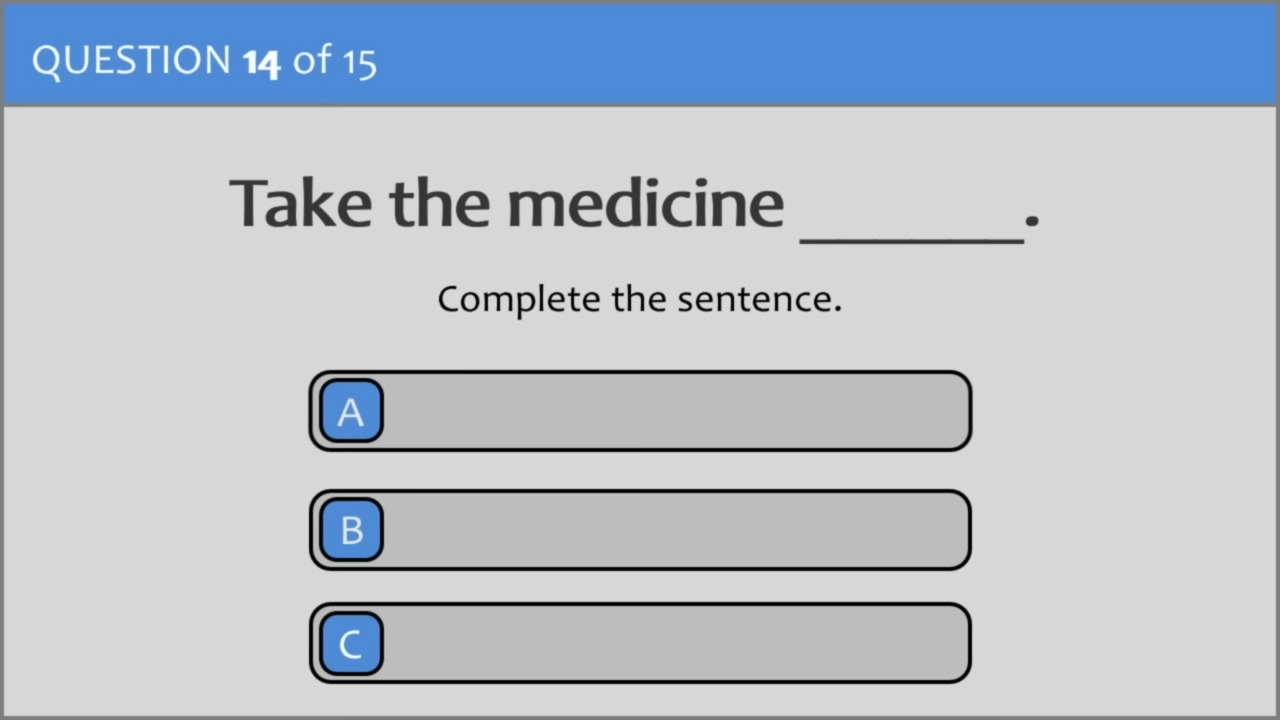 QUESTION 14 of 15
Take the medicine ______.
Complete the sentence.
A
B
C